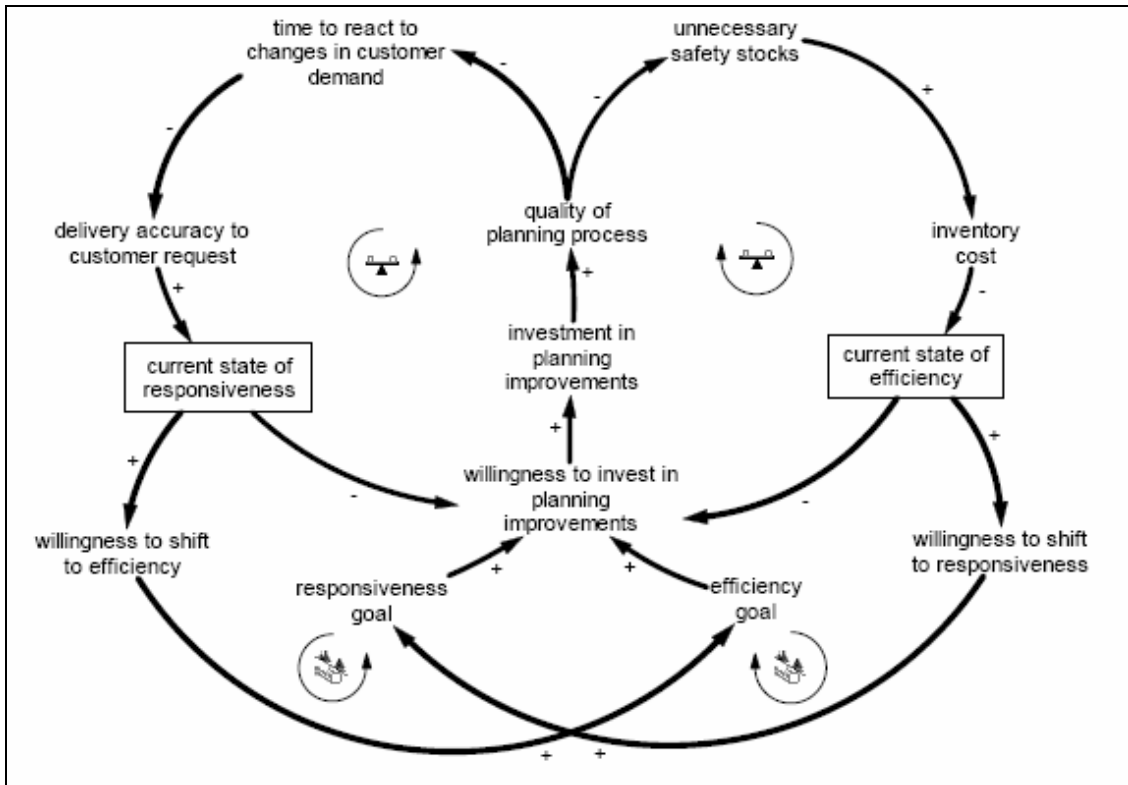 time to react to
changes in customer
demand
unnecessary
safety stocks
-
-
-
-
+
delivery accuracy to
customer request
quality of
planning process
inventory
cost
+
+
-
investment in
planning
improvements
current state of
responsiveness
current state of
efficiency
+
+
+
-
-
willingness to invest in
planning
improvements
willingness to shift
to efficiency
willingness to shift
to responsiveness
+
+
responsiveness
goal
efficiency
goal
+
+